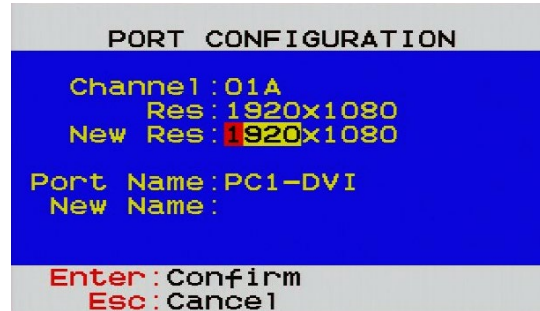 PORT CONFIGURATION
Channel:01A
Res:1920x1080
New Res:1920x1080
Port Name:PC1-DVI
New Name:
Enter:Confirm
Esc:Cancel